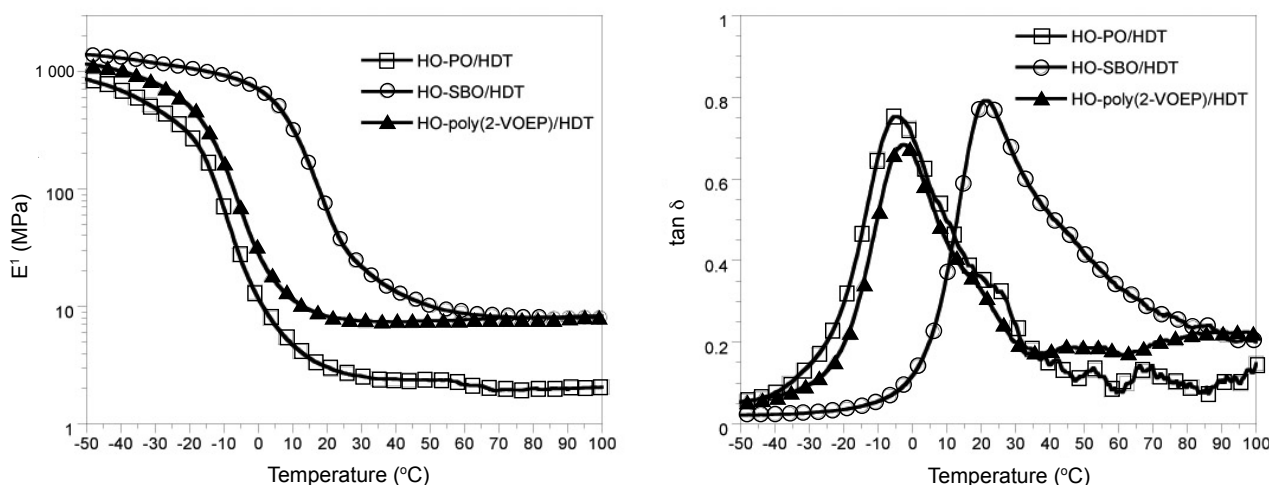 1 000
100
10
1
E¹ (MPa)
HO-PO/HDT
HO-SBO/HDT
HO-poly(2-VOEP)/HDT
-50 -40 -30 -20 -10 0 10 20 30 40 50 60 70 80 90 100
Temperature (°C)
1
0.8
0.6
0.4
0.2
0
tan δ
HO-PO/HDT
HO-SBO/HDT
HO-poly(2-VOEP)/HDT
-50 -40 -30 -20 -10 0 10 20 30 40 50 60 70 80 90 100
Temperature (°C)